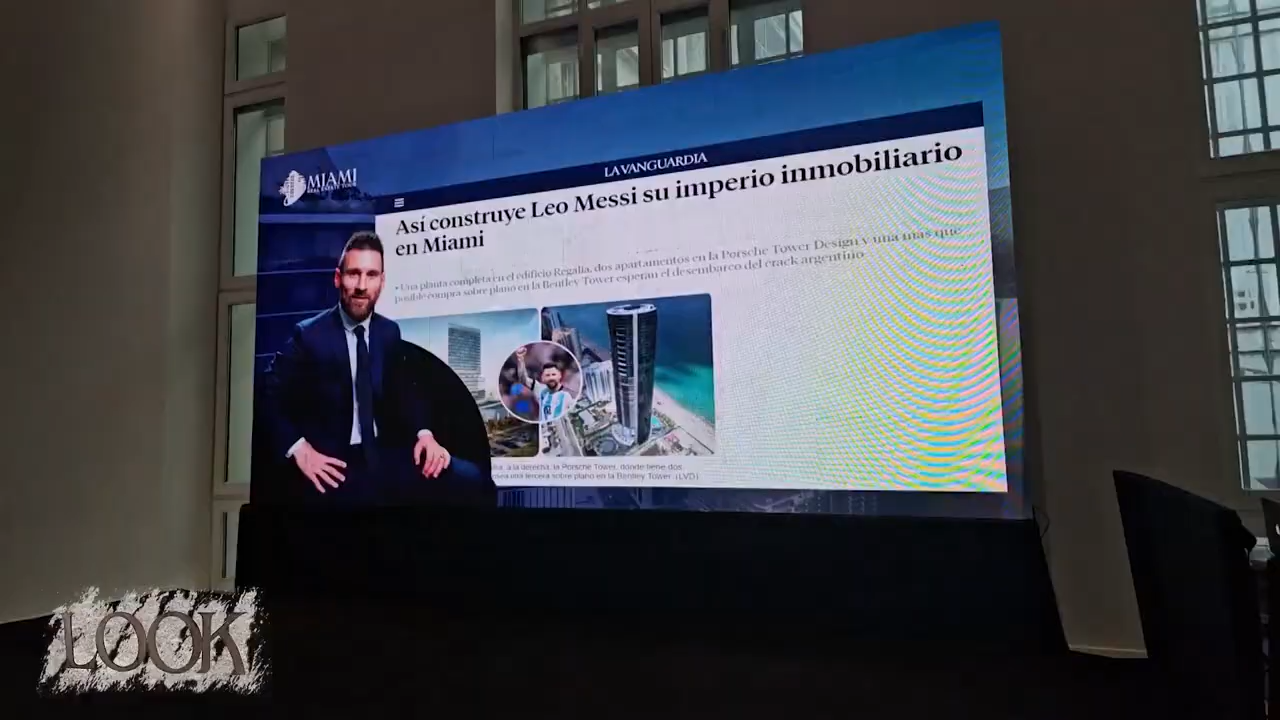 MIAMI
REAL ESTATE TOUR
LA VANGUARDIA
Así construye Leo Messi su imperio inmobiliario
en Miami
• Una planta completa en el edificio Regalia, dos apartamentos en la Porsche Tower Design y una más que
posible compra sobre plano en la Bentley Tower esperan el desembarco del crack argentino
a la derecha, la Porsche Tower, donde tiene dos
una tercera sobre plano en la Bentley Tower. (LVD)
LOOK